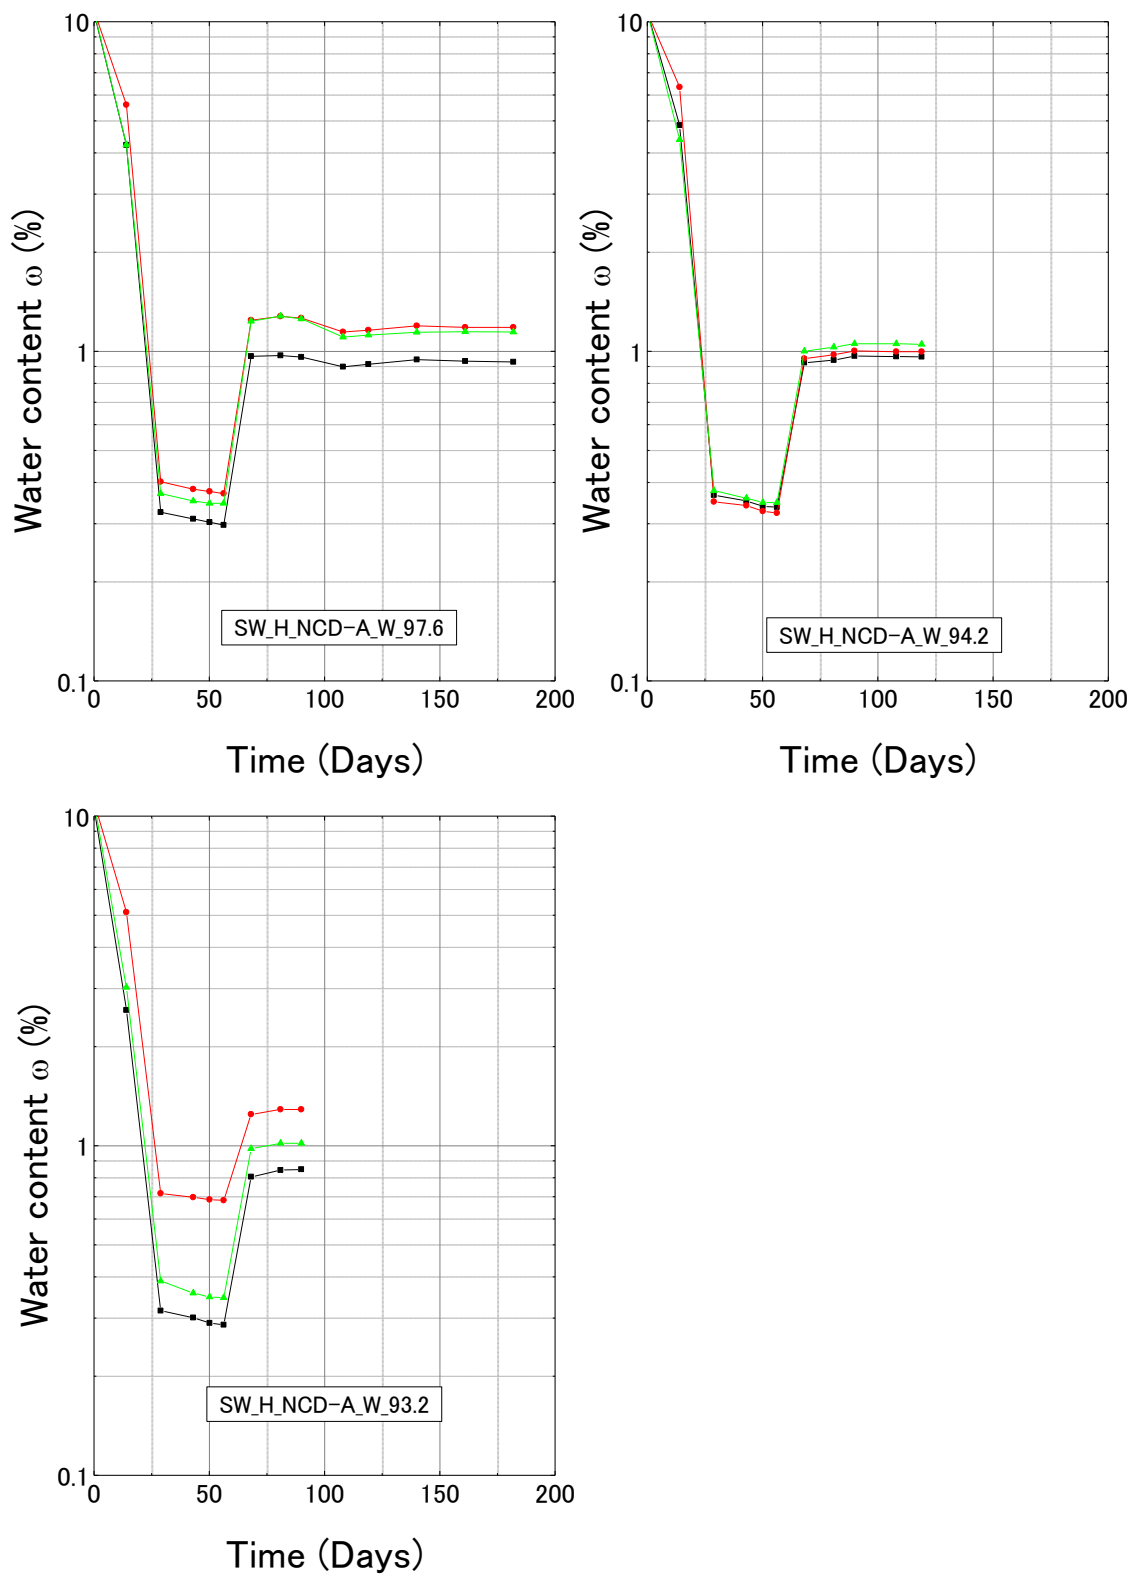 10
1
0.1
0
50
100
150
200
Water content ω (%)
Time (Days)
SW_H_NCD-A_W_97.6
10
1
0.1
0
50
100
150
200
Water content ω (%)
Time (Days)
SW_H_NCD-A_W_94.2
10
1
0.1
0
50
100
150
200
Water content ω (%)
Time (Days)
SW_H_NCD-A_W_93.2